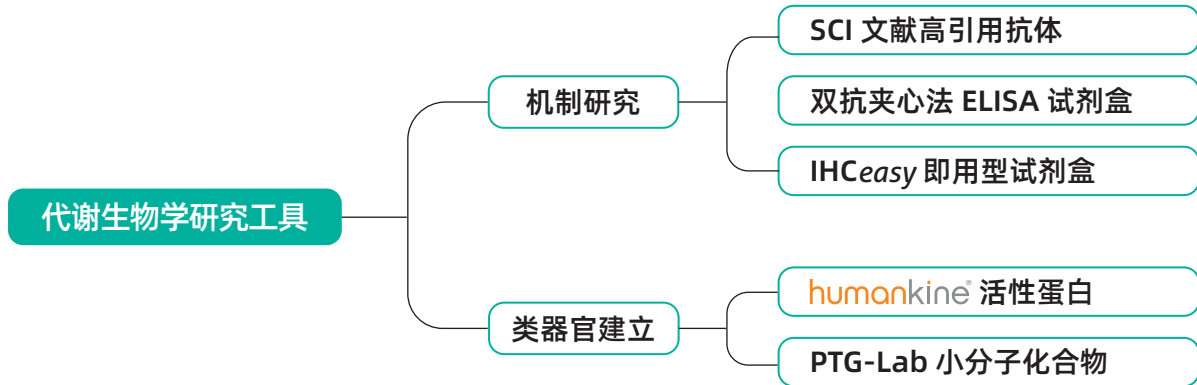 代谢生物学研究工具
机制研究
SCI 文献高引用抗体
双抗夹心法 ELISA 试剂盒
IHCeasy 即用型试剂盒
类器官建立
humankine® 活性蛋白
PTG-Lab 小分子化合物